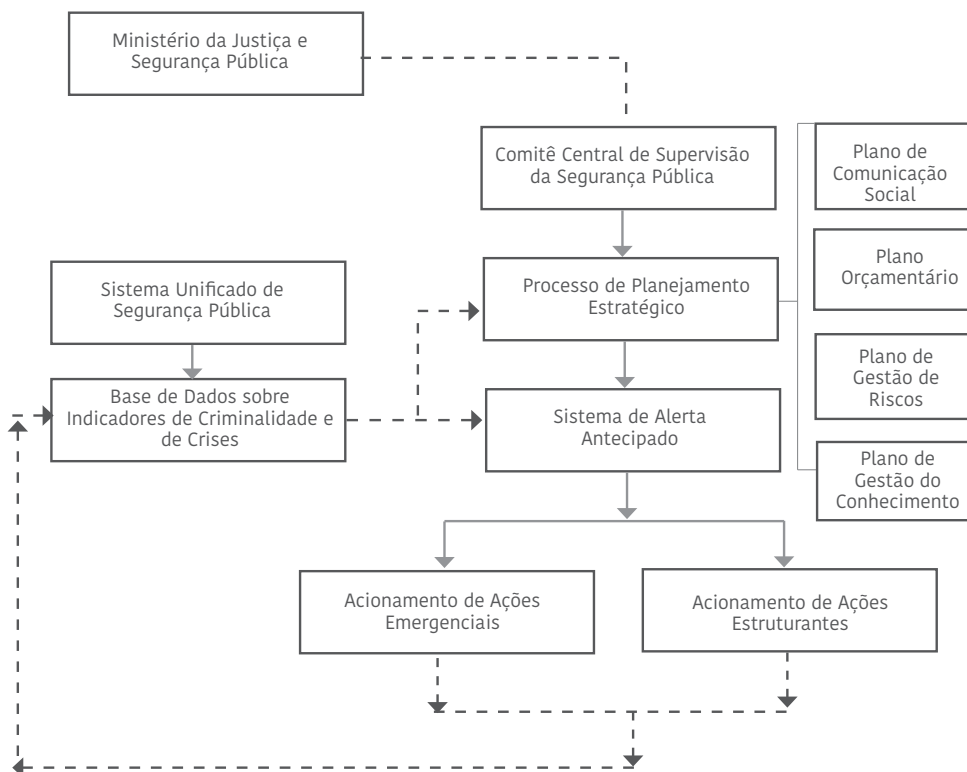 Ministério da Justiça e
Segurança Pública
Comitê Central de Supervisão
da Segurança Pública
Plano de
Comunicação
Social
Sistema Unificado de
Segurança Pública
Processo de Planejamento
Estratégico
Plano
Orçamentário
Base de Dados sobre
Indicadores de Criminalidade e
de Crises
Sistema de Alerta
Antecipado
Plano de
Gestão de
Riscos
Plano de
Gestão do
Conhecimento
Acionamento de Ações
Emergenciais
Acionamento de Ações
Estruturantes